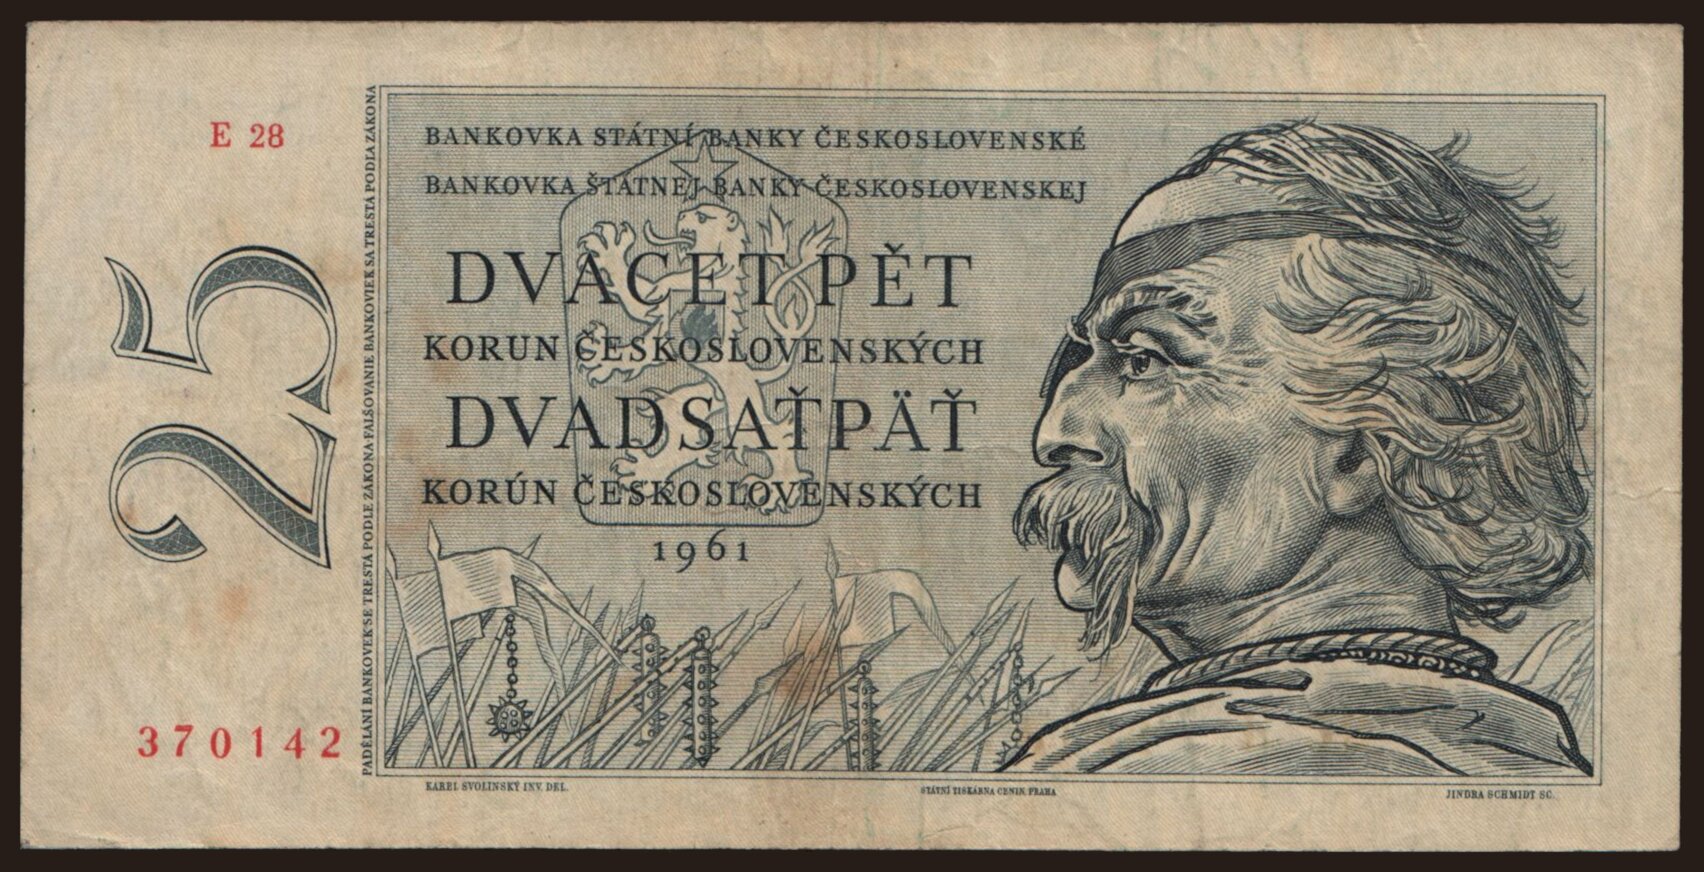 E 28
BANKOVKA STÁTNÍ BANKY ČESKOSLOVENSKÉ
BANKOVKA ŠTÁTNEJ BANKY ČESKOSLOVENSKEJ
DVACET PĚT
KORUN ČESKOSLOVENSKÝCH
DVADSAŤPÄŤ
KORÚN ČESKOSLOVENSKÝCH
1961
25
370142
PADĚLÁNÍ BANKOVEK SE TRESTÁ PODLE ZÁKONA FALŠOVANIE BANKOVIEK SA TRESTÁ PODĽA ZÁKONA
KAREL SVOLINSKÝ INV. DEL.
STÁTNÍ TISKÁRNA CENIN, PRAHA
JINDRA SCHMIDT SC.